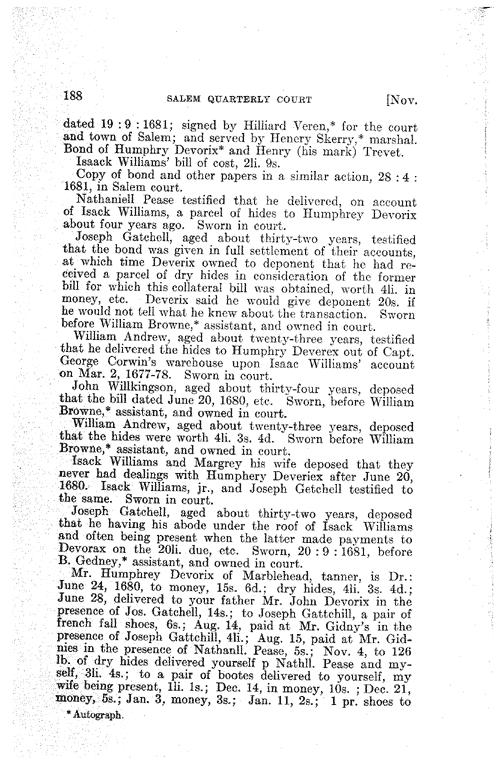 188 SALEM QUARTERLY COURT [Nov.
dated 19 : 9 : 1681; signed by Hilliard Veren,* for the court
and town of Salem; and served by Henery Skerry,* marshal.
Bond of Humphry Devorix* and Henry (his mark) Trevet.
Isaack Williams' bill of cost, 2li. 9s.
Copy of bond and other papers in a similar action, 28 : 4 :
1681, in Salem court.
Nathaniell Pease testified that he delivered, on account
of Isack Williams, a parcel of hides to Humphrey Devorix
about four years ago. Sworn in court.
Joseph Gatchell, aged about thirty-two years, testified
that the bond was given in full settlement of their accounts,
at which time Deverix owned to deponent that he had re-
ceived a parcel of dry hides in consideration of the former
bill for which this collateral bill was obtained, worth 4li. in
money, etc. Deverix said he would give deponent 20s. if
he would not tell what he knew about the transaction. Sworn
before William Browne,* assistant, and owned in court.
William Andrew, aged about twenty-three years, testified
that he delivered the hides to Humphry Deverex out of Capt.
George Corwin's warehouse upon Isaac Williams' account
on Mar. 2, 1677-78. Sworn in court.
John Willkingson, aged about thirty-four years, deposed
that the bill dated June 20, 1680, etc. Sworn, before William
Browne,* assistant, and owned in court.
William Andrew, aged about twenty-three years, deposed
that the hides were worth 4li. 3s. 4d. Sworn before William
Browne,* assistant, and owned in court.
Isack Williams and Margrey his wife deposed that they
never had dealings with Humphery Deveriex after June 20,
1680. Isack Williams, jr., and Joseph Getchell testified to
the same. Sworn in court.
Joseph Gatchell, aged about thirty-two years, deposed
that he having his abode under the roof of Isack Williams
and often being present when the latter made payments to
Devorax on the 20li. due, etc. Sworn, 20 : 9 : 1681, before
B. Gedney,* assistant, and owned in court.
Mr. Humphrey Devorix of Marblehead, tanner, is Dr.:
June 24, 1680, to money, 15s. 6d.; dry hides, 4li. 3s. 4d.;
June 28, delivered to your father Mr. John Devorix in the
presence of Jos. Gatchell, 14s.; to Joseph Gattchill, a pair of
french fall shoes, 6s.; Aug. 14, paid at Mr. Gidny's in the
presence of Joseph Gattchill, 4li.; Aug. 15, paid at Mr. Gid-
nies in the presence of Nathanll. Pease, 5s.; Nov. 4, to 126
lb. of dry hides delivered yourself p Nathll. Pease and my-
self, 3li. 4s.; to a pair of bootes delivered to yourself, my
wife being present, 1li. 1s.; Dec. 14, in money, 10s. ; Dec. 21,
money, 5s.; Jan. 3, money, 3s.; Jan. 11, 2s.; 1 pr. shoes to
* Autograph.